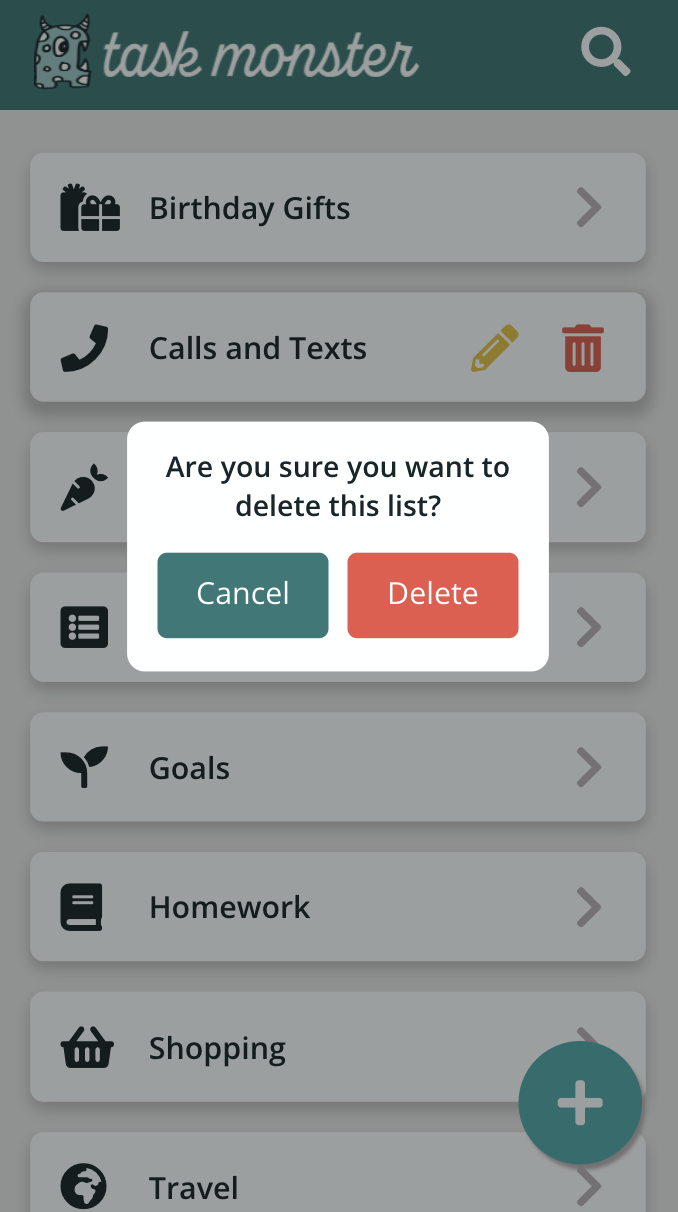 task monster
Birthday Gifts
Calls and Texts
Are you sure you want to
delete this list?
Cancel Delete
Goals
Homework
Shopping
Travel